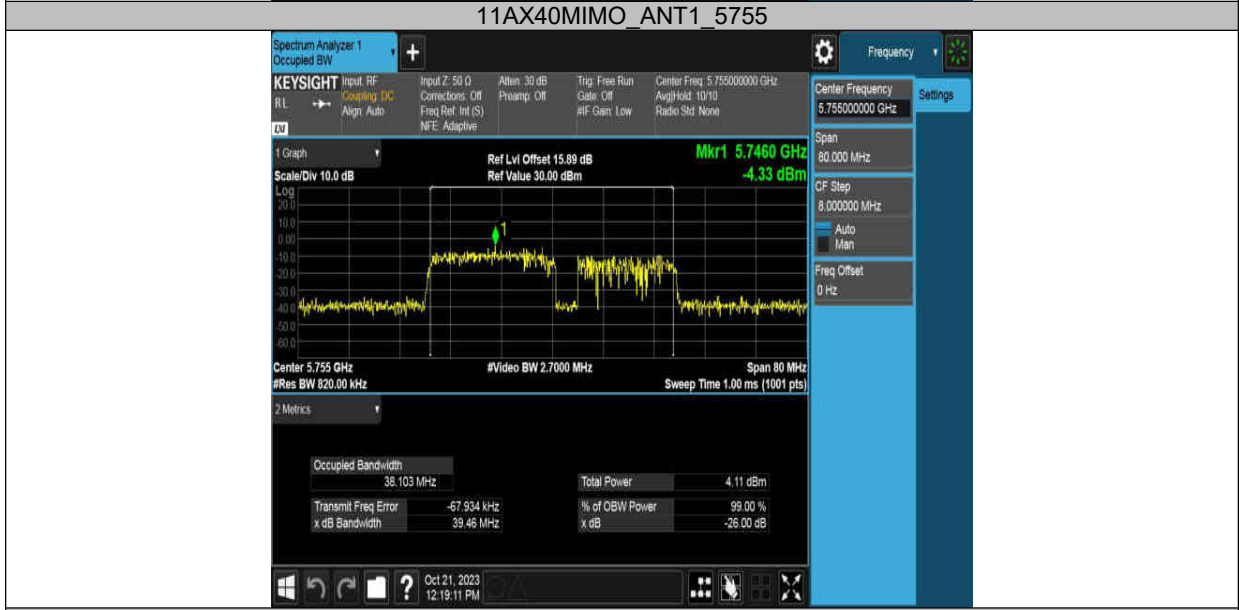 11AX40MIMO_ANT1_5755
Spectrum Analyzer 1
Occupied BW
+
Frequency
KEYSIGHT
RL
LXI
Input: RF
Coupling: DC
Align: Auto
Input Z: 50 Ω
Corrections: Off
Freq Ref: Int (S)
NFE: Adaptive
Atten: 30 dB
Preamp: Off
Trig: Free Run
Gate: Off
#IF Gain: Low
Center Freq: 5.755000000 GHz
Avg|Hold: 10/10
Radio Std: None
Center Frequency
5.755000000 GHz
Settings
Span
80.000 MHz
CF Step
8.000000 MHz
Auto
Man
Freq Offset
0 Hz
1 Graph
Scale/Div 10.0 dB
Ref Lvl Offset 15.89 dB
Ref Value 30.00 dBm
Mkr1 5.7460 GHz
-4.33 dBm
Log
20.0
10.0
0.00
-10.0
-20.0
-30.0
-40.0
-50.0
-60.0
1
Center 5.755 GHz
#Video BW 2.7000 MHz
Span 80 MHz
#Res BW 820.00 kHz
Sweep Time 1.00 ms (1001 pts)
2 Metrics
Occupied Bandwidth
38.103 MHz
Total Power 4.11 dBm
Transmit Freq Error -67.934 kHz
% of OBW Power 99.00 %
x dB Bandwidth 39.46 MHz
x dB -26.00 dB
?
Oct 21, 2023
12:19:11 PM